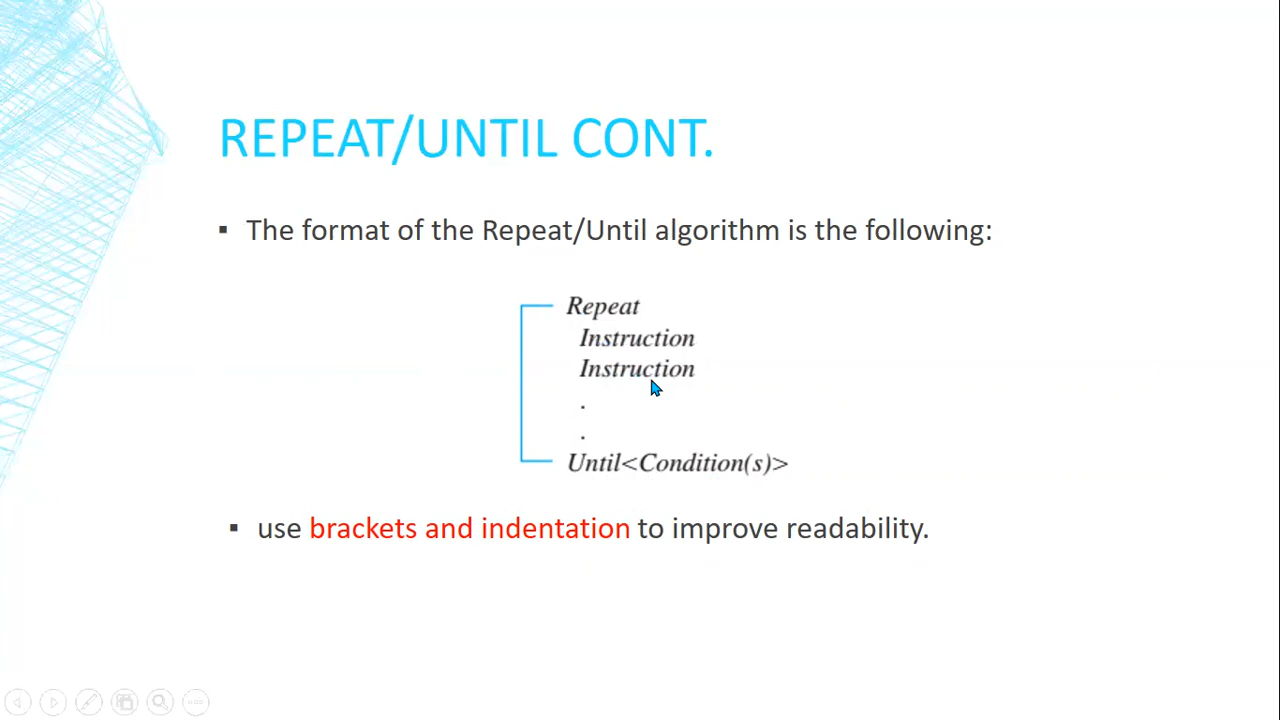 REPEAT/UNTIL CONT.
▪ The format of the Repeat/Until algorithm is the following:
Repeat
Instruction
Instruction
.
.
Until<Condition(s)>
▪ use brackets and indentation to improve readability.